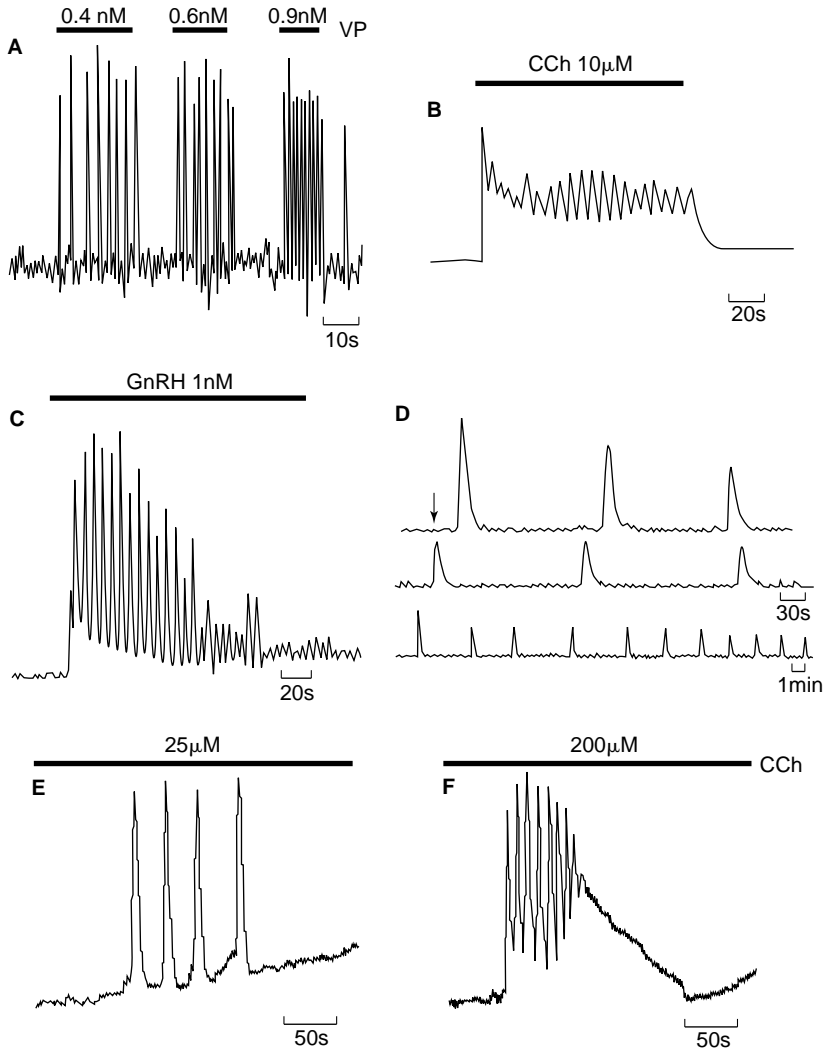 0.4 nM 0.6nM 0.9nM VP
A
10s
CCh 10μM
B
20s
GnRH 1nM
C
20s
D
30s
1min
25μM
E
50s
200μM
CCh
F
50s